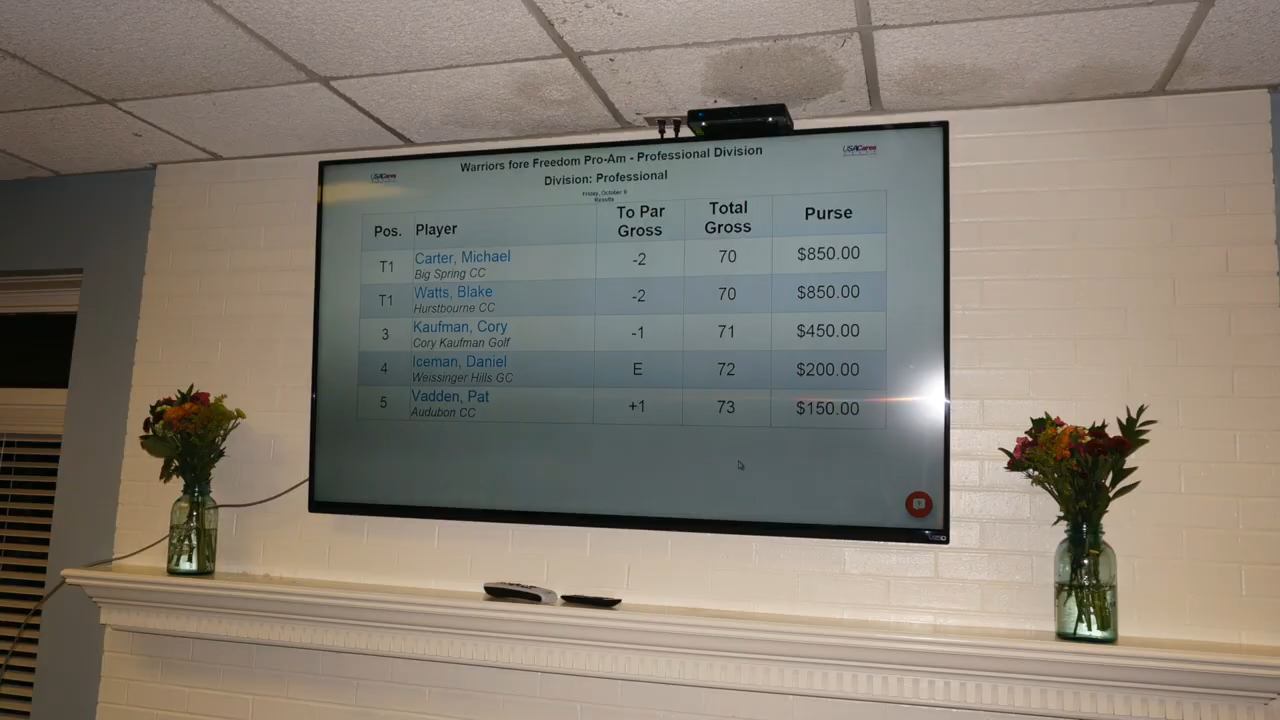 Warriors fore Freedom Pro-Am - Professional Division
USACares
USACares
Division: Professional
Friday, October 9
Results
Pos. Player To Par Gross Total Gross Purse
T1 Carter, Michael -2 70 $850.00
Big Spring CC
T1 Watts, Blake -2 70 $850.00
Hurstbourne CC
3 Kaufman, Cory -1 71 $450.00
Cory Kaufman Golf
4 Iceman, Daniel E 72 $200.00
Weissinger Hills GC
5 Vadden, Pat +1 73 $150.00
Audubon CC
VIZIO